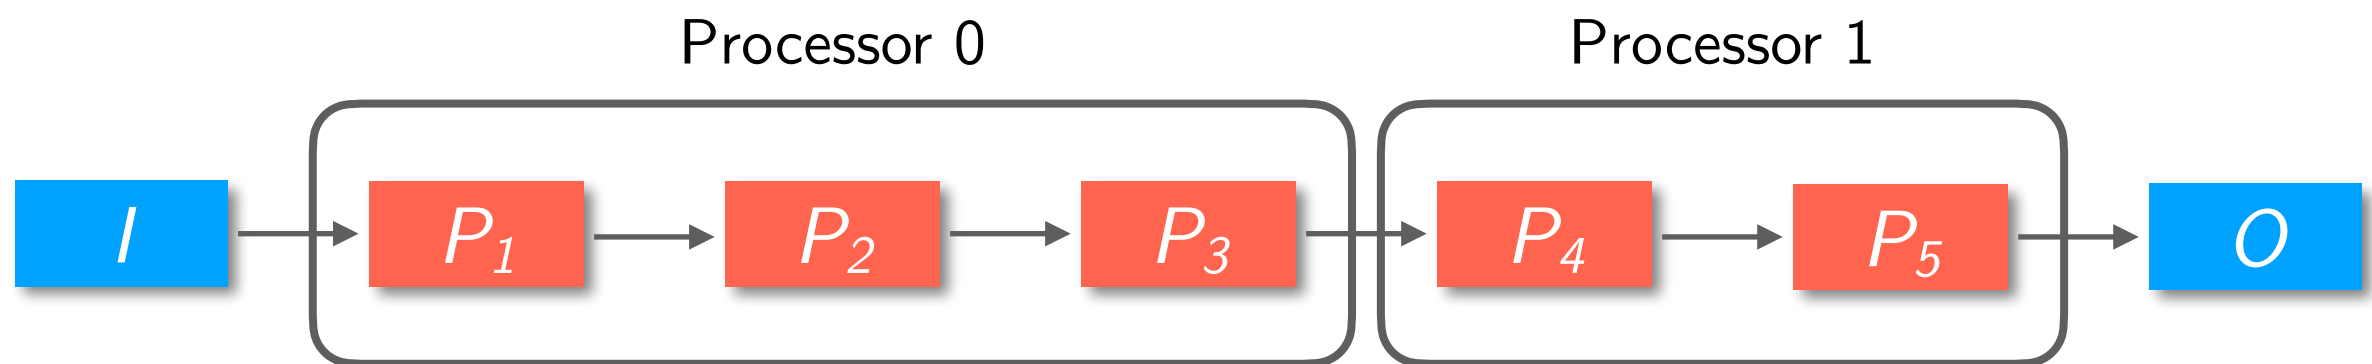 Processor 0
Processor 1
I
P₁
P₂
P₃
P₄
P₅
O